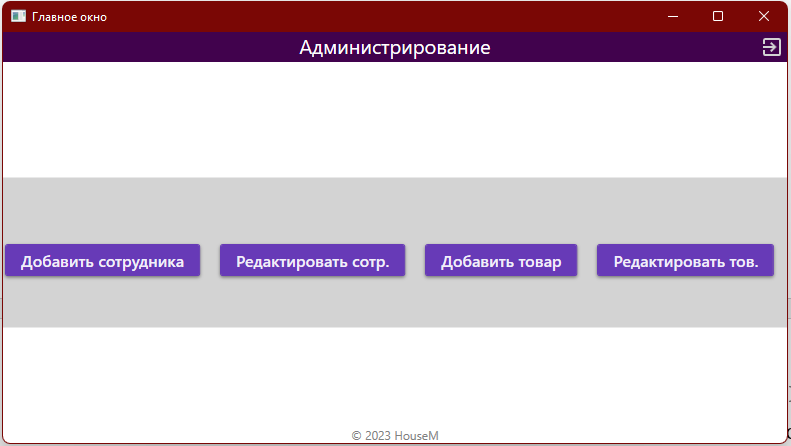 Главное окно
Администрирование
Добавить сотрудника Редактировать сотр. Добавить товар Редактировать тов.
© 2023 HouseM